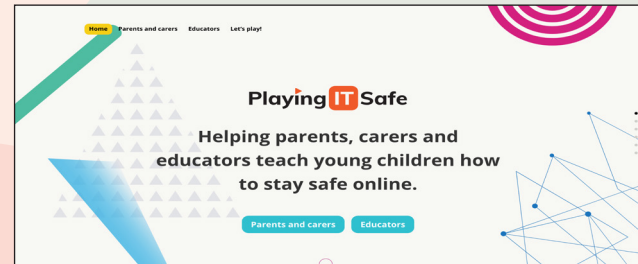 Home Parents and carers Educators Let's play!
Playing IT Safe
Helping parents, carers and
educators teach young children how
to stay safe online.
Parents and carers Educators